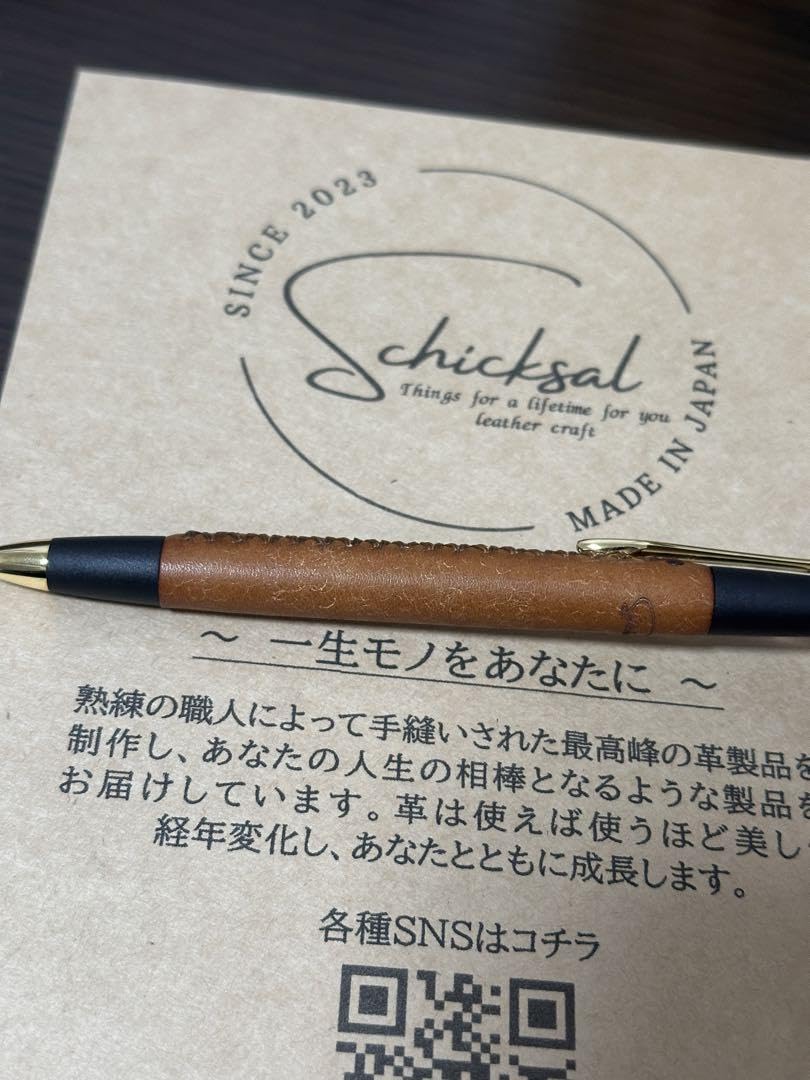 SINCE 2023
Schicksal
Things for a lifetime for you
leather craft
MADE IN JAPAN
～ 一生モノをあなたに ～
熟練の職人によって手縫いされた最高峰の革製品を
制作し、あなたの人生の相棒となるような製品を
お届けしています。革は使えば使うほど美し
経年変化し、あなたとともに成長します。
各種SNSはコチラ